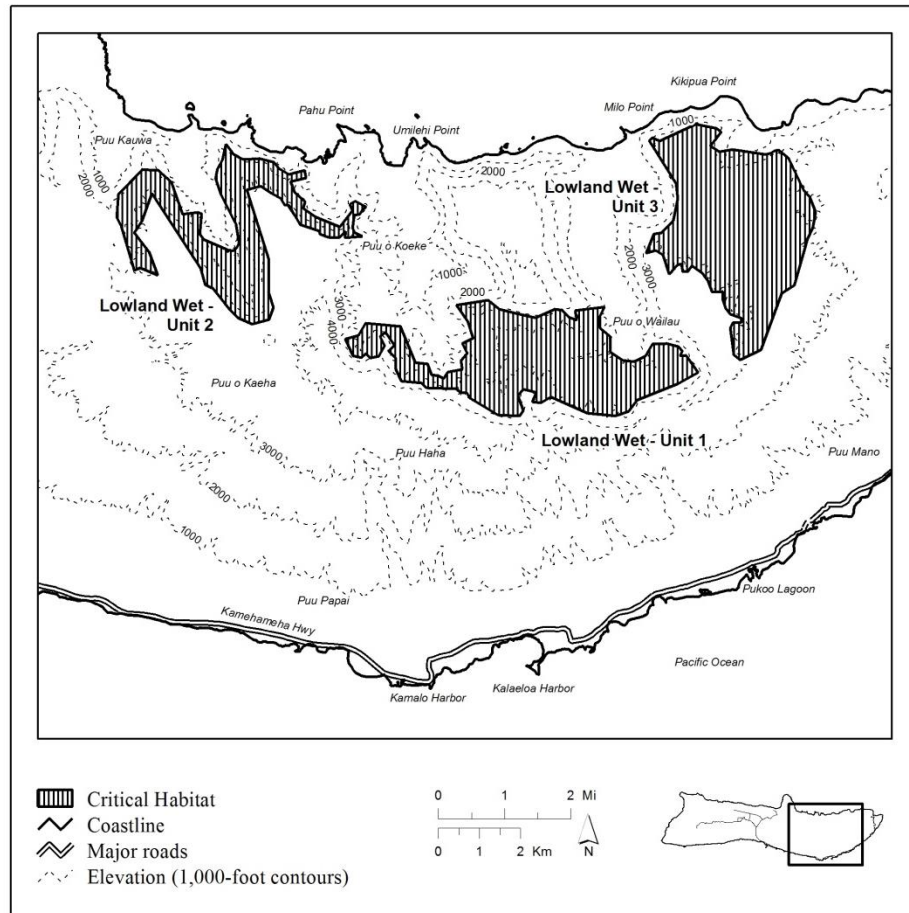 Kikipua Point
Pahu Point
Milo Point
Umilehi Point
1000
Puu Kauwa
1000
2000
2000
Lowland Wet -
Unit 3
Puu o Koeke
1000
2000
3000
2000
3000
4000
Lowland Wet -
Unit 2
Puu o Wailau
Puu o Kaeha
Lowland Wet - Unit 1
3000
Puu Haha
Puu Mano
2000
1000
Pukoo Lagoon
Puu Papai
Kamehameha Hwy
Pacific Ocean
Kamalo Harbor
Kalaeloa Harbor
Critical Habitat
Coastline
Major roads
Elevation (1,000-foot contours)
0 1 2 Mi
0 1 2 Km
N